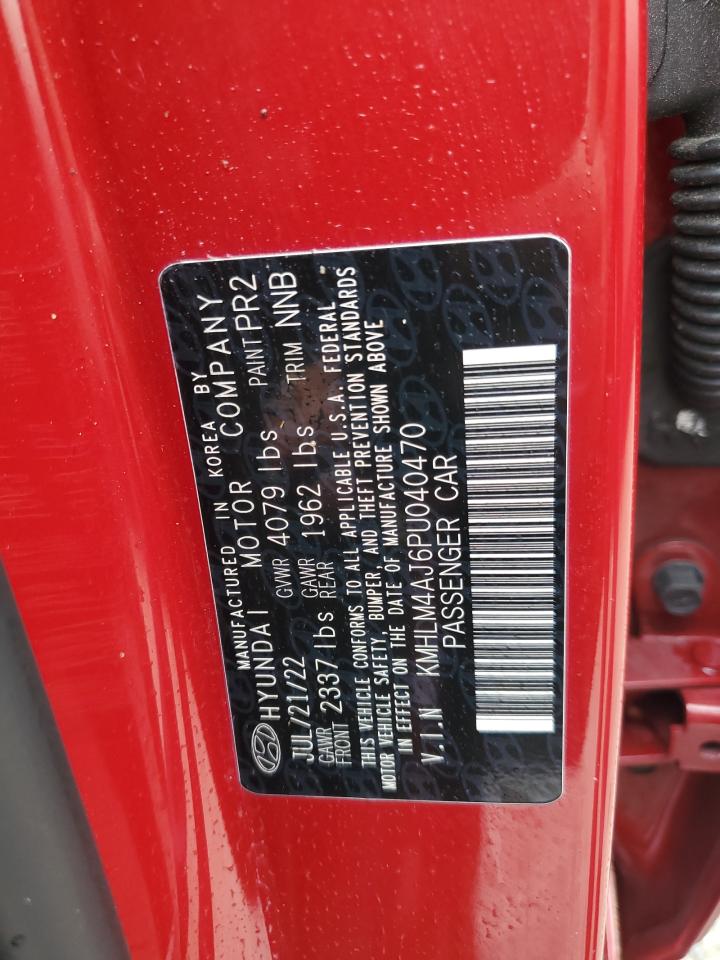 MANUFACTURED IN KOREA BY
HYUNDAI MOTOR COMPANY
JUL/21/22 GVWR 4079 lbs PAINT PR2
GAWR FRONT 2337 lbs GAWR REAR 1962 lbs TRIM NNB
THIS VEHICLE CONFORMS TO ALL APPLICABLE U.S.A. FEDERAL
MOTOR VEHICLE SAFETY, BUMPER, AND THEFT PREVENTION STANDARDS
IN EFFECT ON THE DATE OF MANUFACTURE SHOWN ABOVE
V.I.N KMHLM4AJ6PU040470
PASSENGER CAR